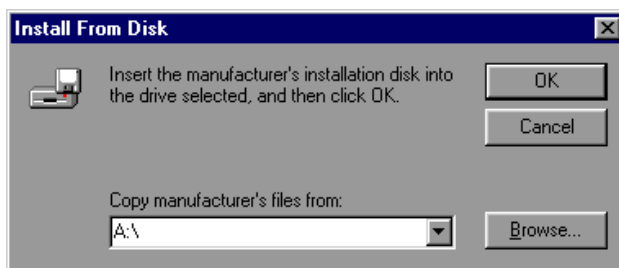 Install From Disk
Insert the manufacturer's installation disk into
the drive selected, and then click OK.
OK
Cancel
Copy manufacturer's files from:
A:\
Browse...